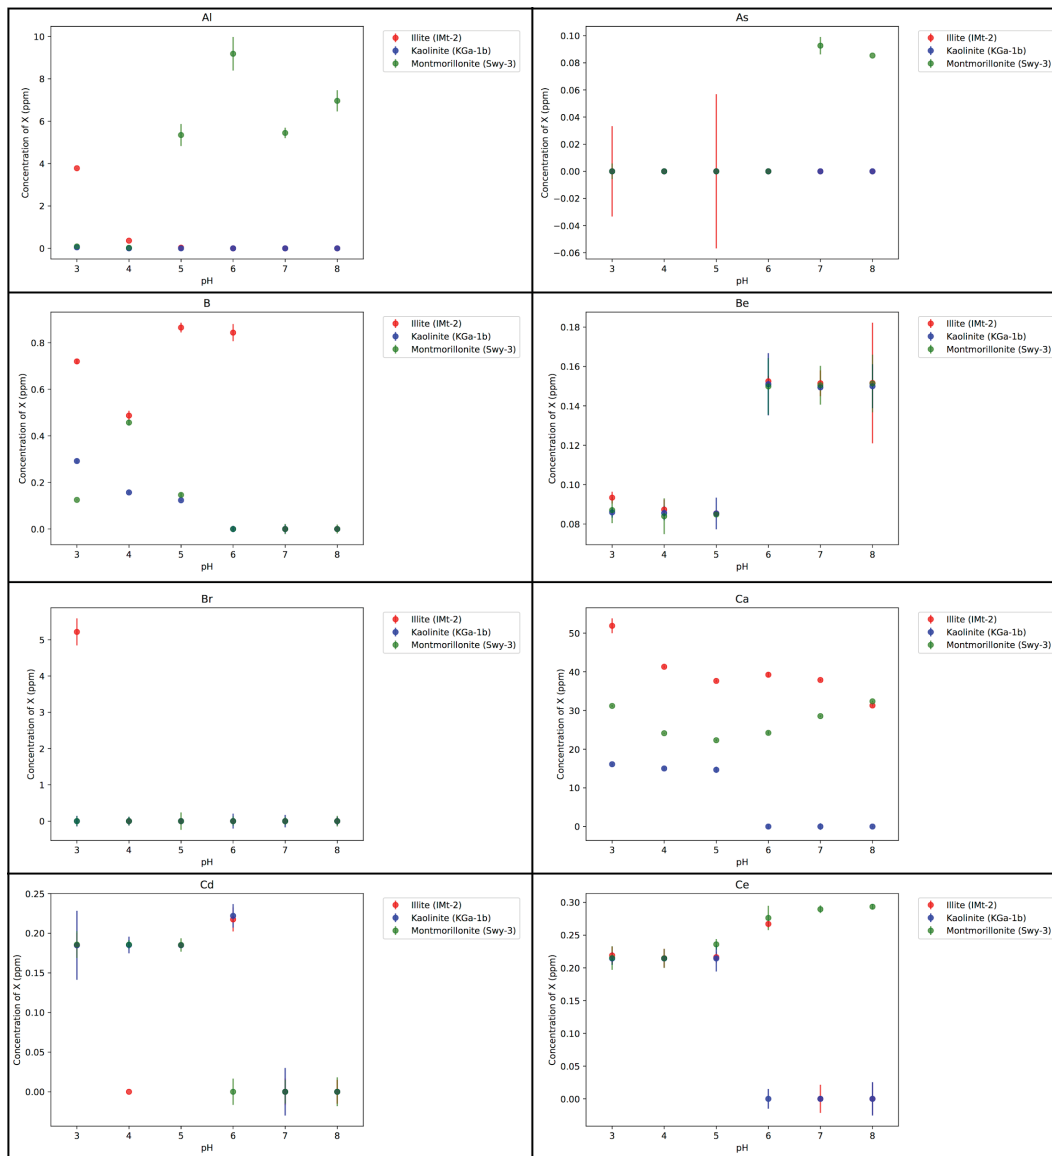 Al
Concentration of X (ppm)
10
8
6
4
2
0
3 4 5 6 7 8
pH
Illite (IMt-2)
Kaolinite (KGa-1b)
Montmorillonite (Swy-3)
As
Concentration of X (ppm)
0.10
0.08
0.06
0.04
0.02
0.00
−0.02
−0.04
−0.06
3 4 5 6 7 8
pH
Illite (IMt-2)
Kaolinite (KGa-1b)
Montmorillonite (Swy-3)
B
Concentration of X (ppm)
0.8
0.6
0.4
0.2
0.0
3 4 5 6 7 8
pH
Illite (IMt-2)
Kaolinite (KGa-1b)
Montmorillonite (Swy-3)
Be
Concentration of X (ppm)
0.18
0.16
0.14
0.12
0.10
0.08
3 4 5 6 7 8
pH
Illite (IMt-2)
Kaolinite (KGa-1b)
Montmorillonite (Swy-3)
Br
Concentration of X (ppm)
5
4
3
2
1
0
3 4 5 6 7 8
pH
Illite (IMt-2)
Kaolinite (KGa-1b)
Montmorillonite (Swy-3)
Ca
Concentration of X (ppm)
50
40
30
20
10
0
3 4 5 6 7 8
pH
Illite (IMt-2)
Kaolinite (KGa-1b)
Montmorillonite (Swy-3)
Cd
Concentration of X (ppm)
0.25
0.20
0.15
0.10
0.05
0.00
3 4 5 6 7 8
pH
Illite (IMt-2)
Kaolinite (KGa-1b)
Montmorillonite (Swy-3)
Ce
Concentration of X (ppm)
0.30
0.25
0.20
0.15
0.10
0.05
0.00
3 4 5 6 7 8
pH
Illite (IMt-2)
Kaolinite (KGa-1b)
Montmorillonite (Swy-3)